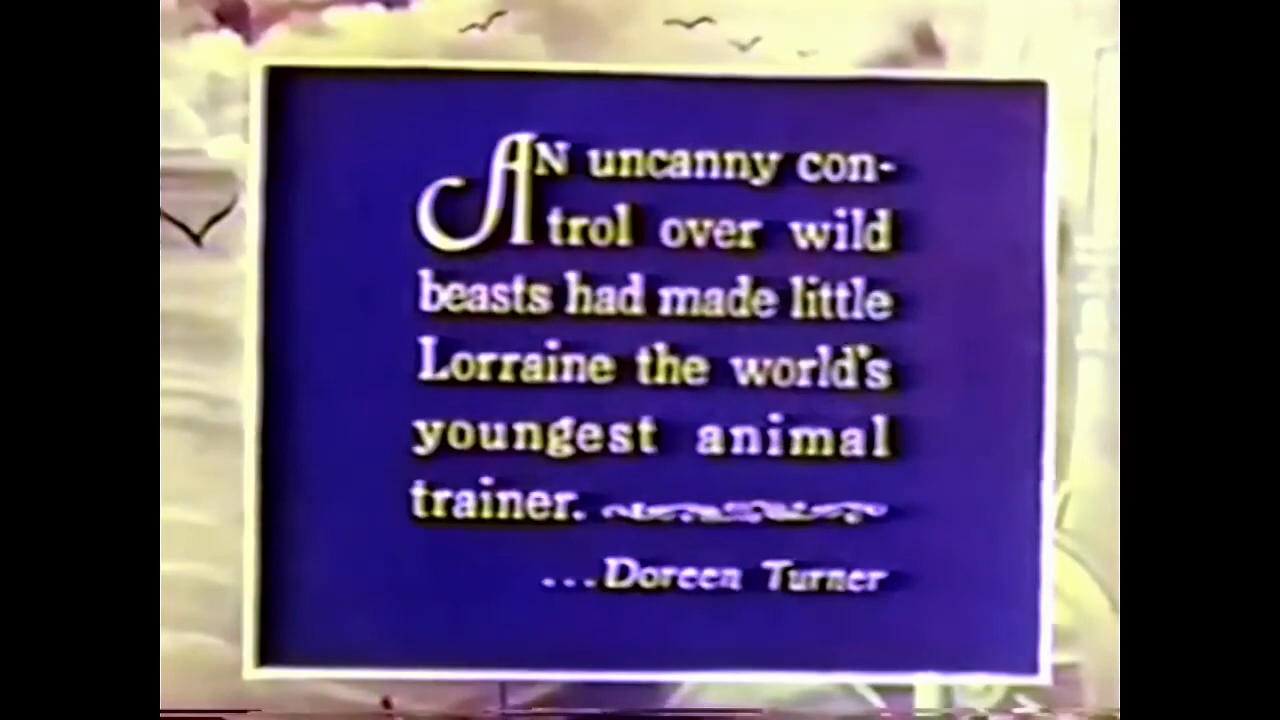 AN uncanny con-
trol over wild
beasts had made little
Lorraine the world's
youngest animal
trainer.
...Doreen Turner